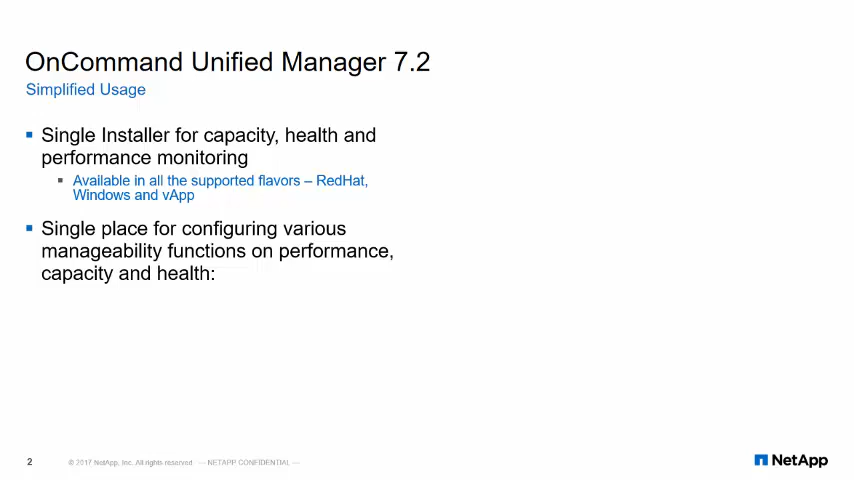 OnCommand Unified Manager 7.2
Simplified Usage
Single Installer for capacity, health and
performance monitoring
Available in all the supported flavors – RedHat,
Windows and vApp
Single place for configuring various
manageability functions on performance,
capacity and health:
2 © 2017 NetApp, Inc. All rights reserved. --- NETAPP CONFIDENTIAL ---
NetApp